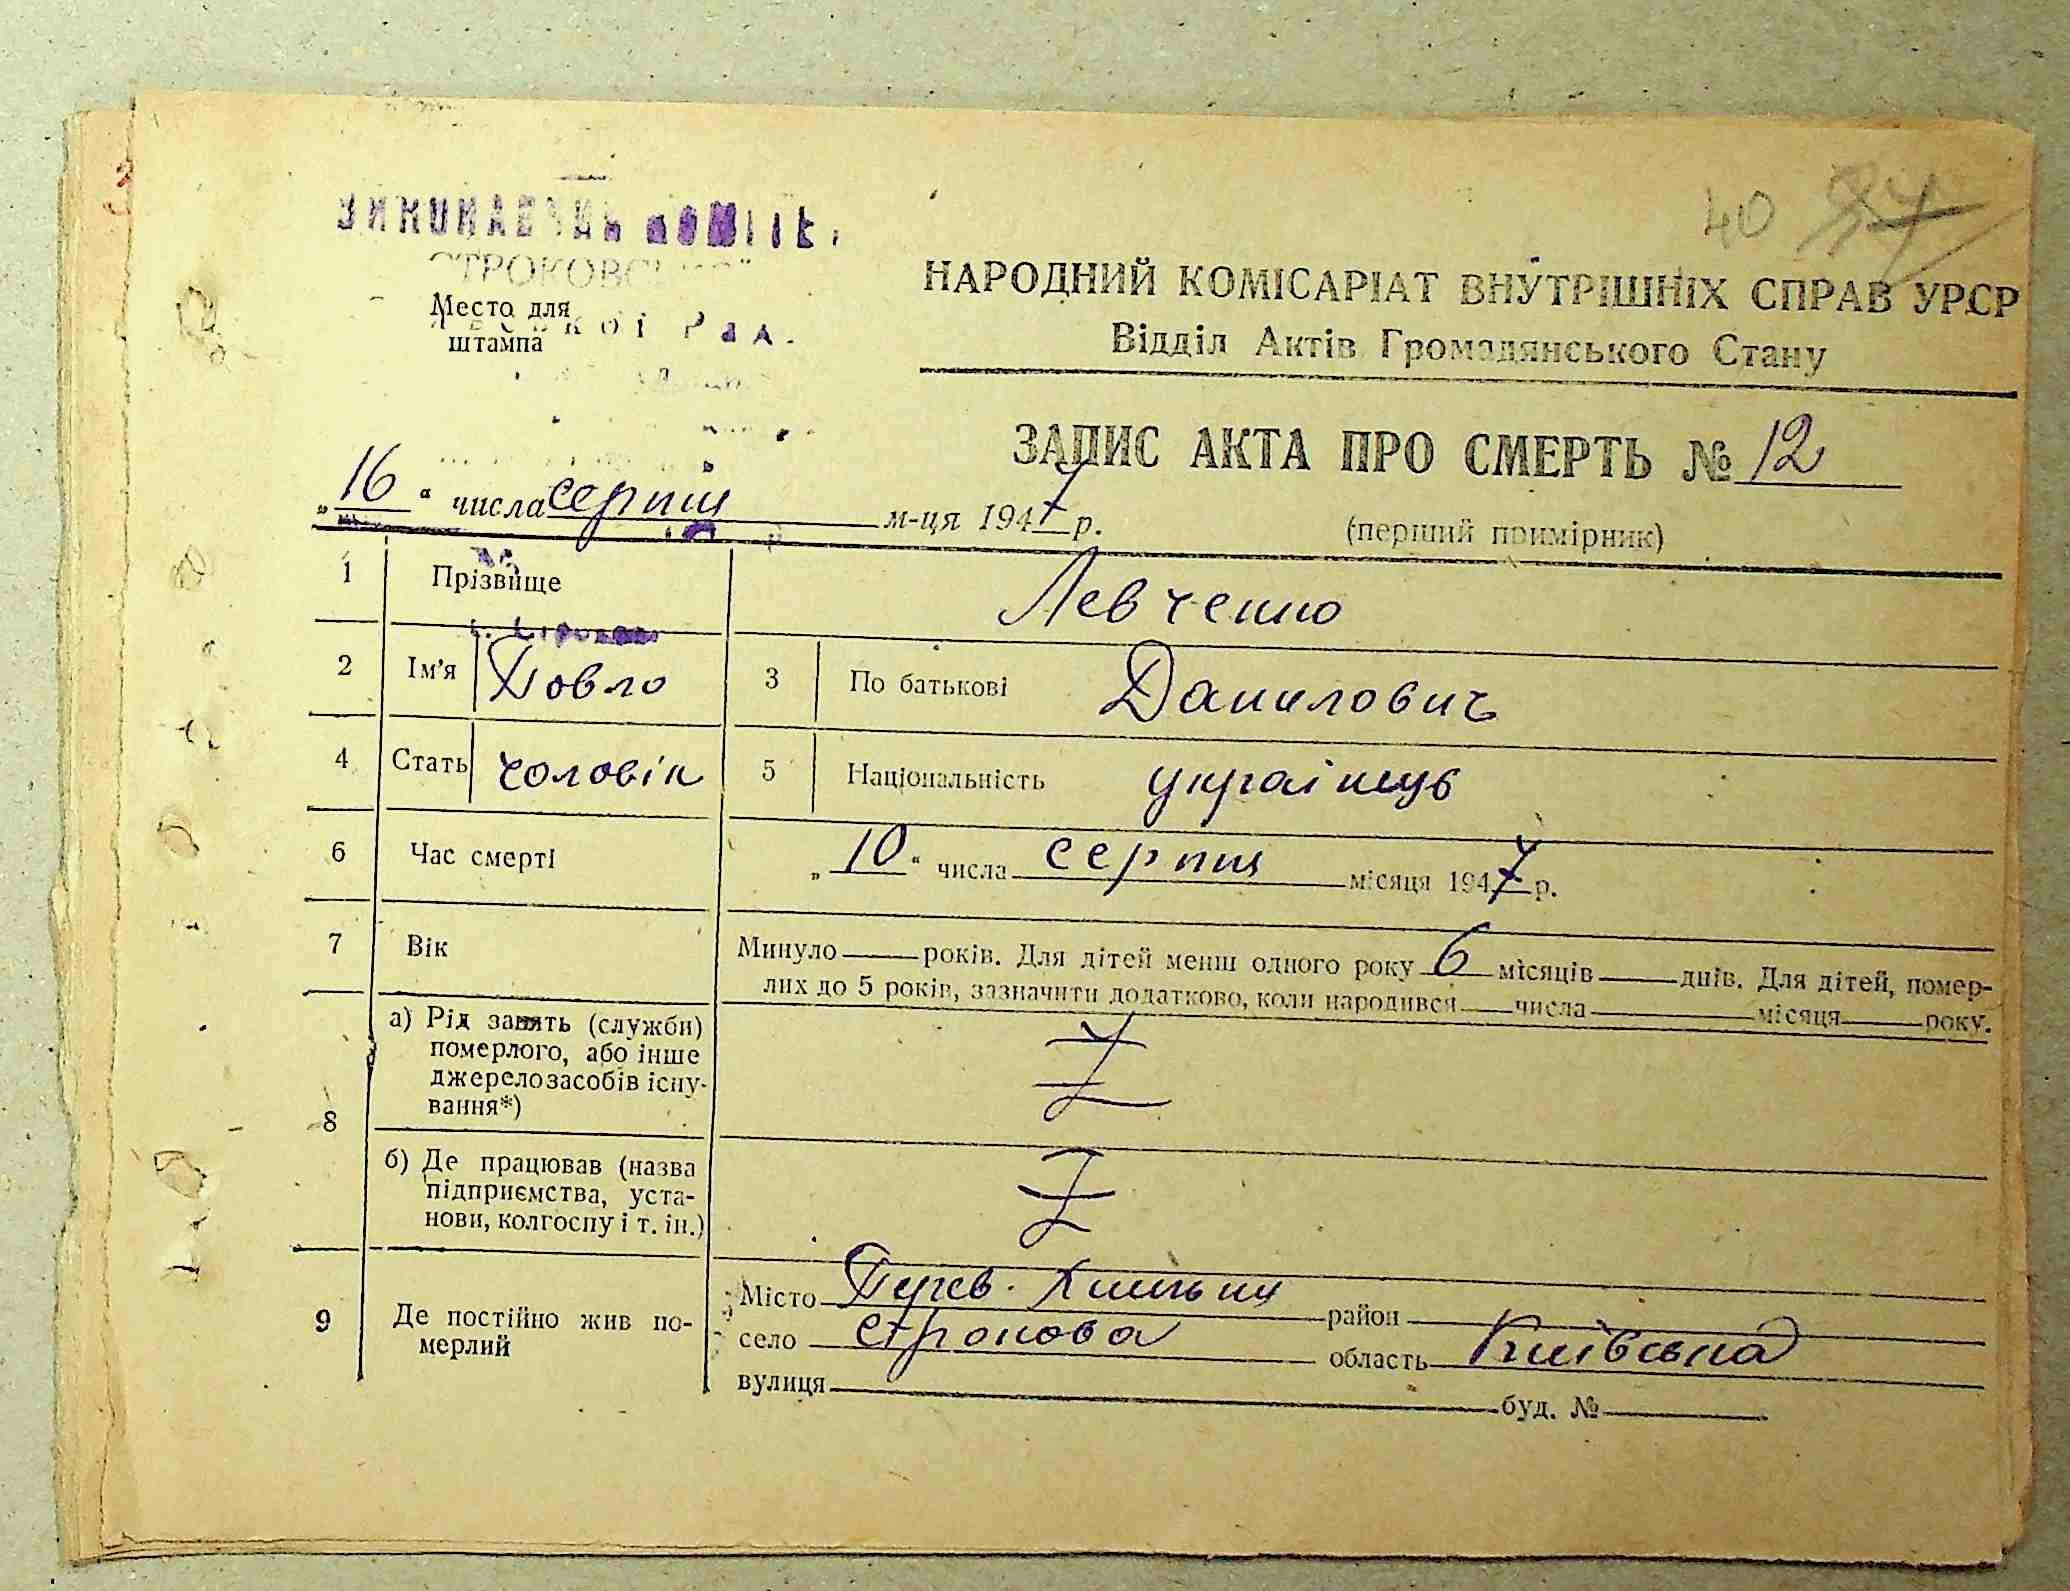 40
ВИКОНАВЧИЙ КОМІТЕ
СТРОКОВСЬКОЇ
Место для
штампа
НАРОДНИЙ КОМІСАРІАТ ВНУТРІШНІХ СПРАВ УРСР
Відділ Актів Громадянського Стану
ЗАПИС АКТА ПРО СМЕРТЬ № 12
„16“ числа серпня м-ця 1947 р.
(перший примірник)
1 Прізвище Левченко
2 Ім'я Повло 3 По батькові Данилович
4 Стать чоловік 5 Національність українець
6 Час смерті „10“ числа серпня місяця 1947 р.
7 Вік Минуло — років. Для дітей менш одного року 6 місяців — днів. Для дітей, помер-
лих до 5 років, зазначити додатково, коли народився — числа — місяця — року.
8 а) Рід занять (служби)
померлого, або інше
джерело засобів існу-
вання*)
б) Де працював (назва
підприємства, уста-
нови, колгоспу і т. ін.)
9 Де постійно жив по-
мерлий
Місто район
село Строкова область Київська
вулиця буд. №